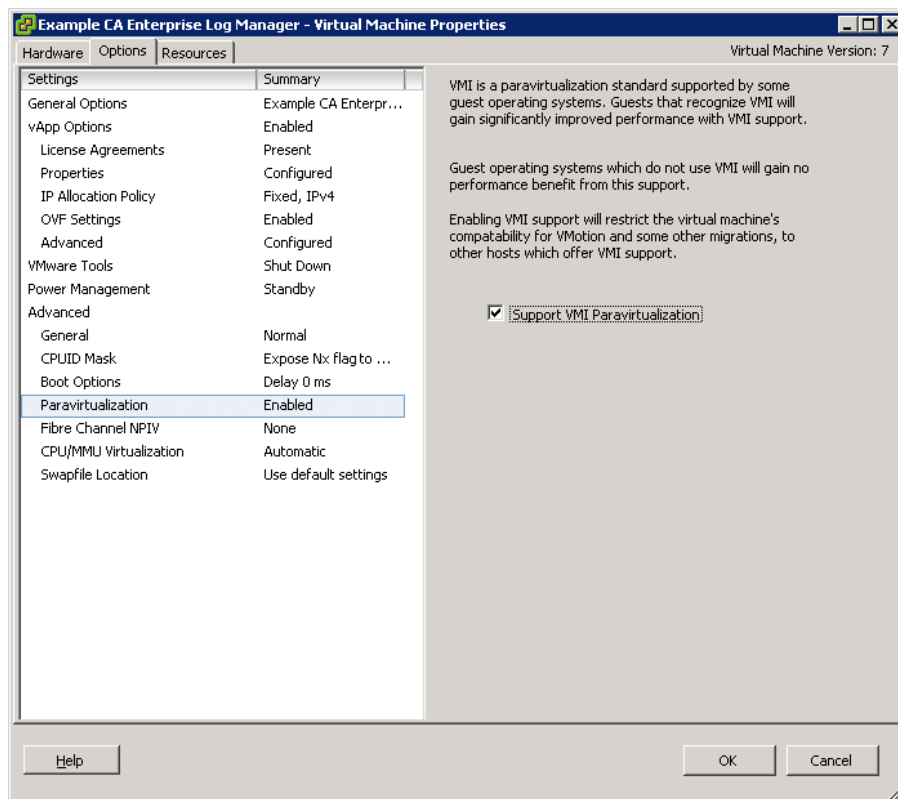 Example CA Enterprise Log Manager - Virtual Machine Properties
Hardware Options Resources Virtual Machine Version: 7
Settings Summary
General Options Example CA Enterpr...
vApp Options Enabled
License Agreements Present
Properties Configured
IP Allocation Policy Fixed, IPv4
OVF Settings Enabled
Advanced Configured
VMware Tools Shut Down
Power Management Standby
Advanced
General Normal
CPUID Mask Expose Nx flag to ...
Boot Options Delay 0 ms
Paravirtualization Enabled
Fibre Channel NPIV None
CPU/MMU Virtualization Automatic
Swapfile Location Use default settings
VMI is a paravirtualization standard supported by some
guest operating systems. Guests that recognize VMI will
gain significantly improved performance with VMI support.
Guest operating systems which do not use VMI will gain no
performance benefit from this support.
Enabling VMI support will restrict the virtual machine's
compatability for VMotion and some other migrations, to
other hosts which offer VMI support.
Support VMI Paravirtualization
Help OK Cancel